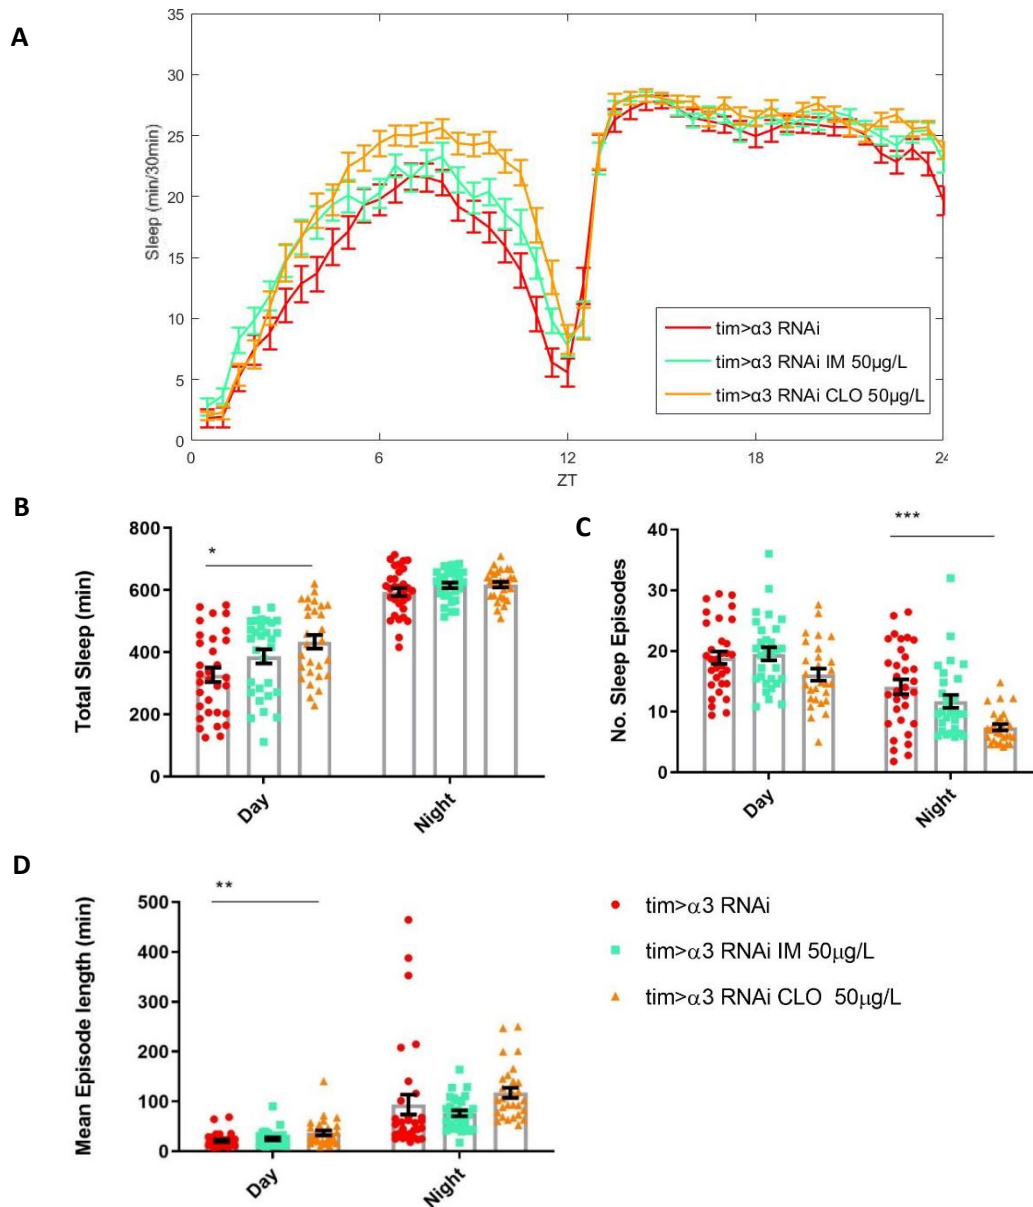 A
35
30
25
20
15
10
5
0
Sleep (min/30min)
0 6 12 18 24
ZT
tim>α3 RNAi
tim>α3 RNAi IM 50µg/L
tim>α3 RNAi CLO 50µg/L
B
800
600
400
200
0
Total Sleep (min)
*
Day Night
C
40
30
20
10
0
No. Sleep Episodes
***
Day Night
D
500
400
300
200
100
0
Mean Episode length (min)
**
Day Night
tim>α3 RNAi
tim>α3 RNAi IM 50µg/L
tim>α3 RNAi CLO 50µg/L